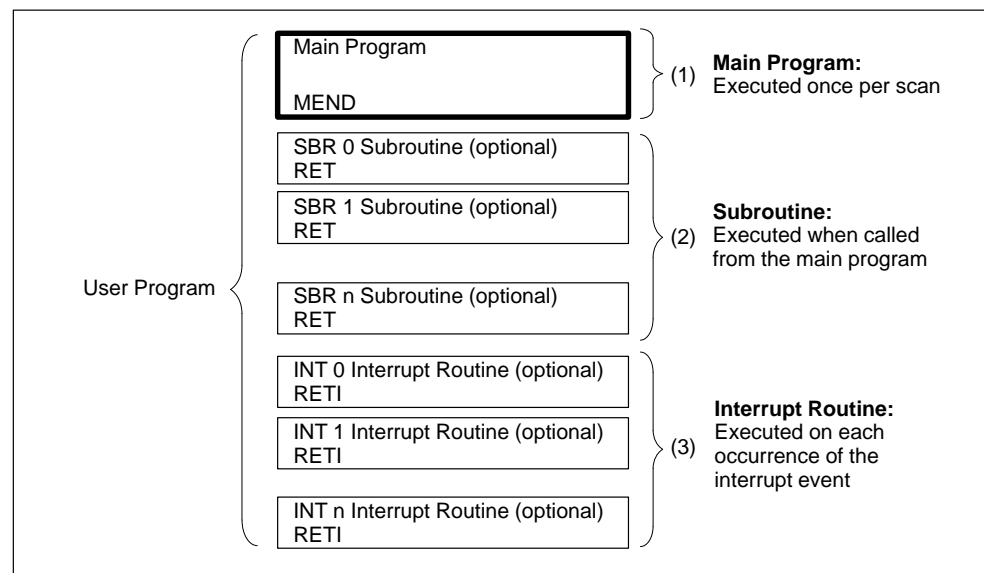 Main Program
MEND
(1)
Main Program:
Executed once per scan
SBR 0 Subroutine (optional)
RET
SBR 1 Subroutine (optional)
RET
SBR n Subroutine (optional)
RET
(2)
Subroutine:
Executed when called
from the main program
User Program
INT 0 Interrupt Routine (optional)
RETI
INT 1 Interrupt Routine (optional)
RETI
INT n Interrupt Routine (optional)
RETI
(3)
Interrupt Routine:
Executed on each
occurrence of the
interrupt event